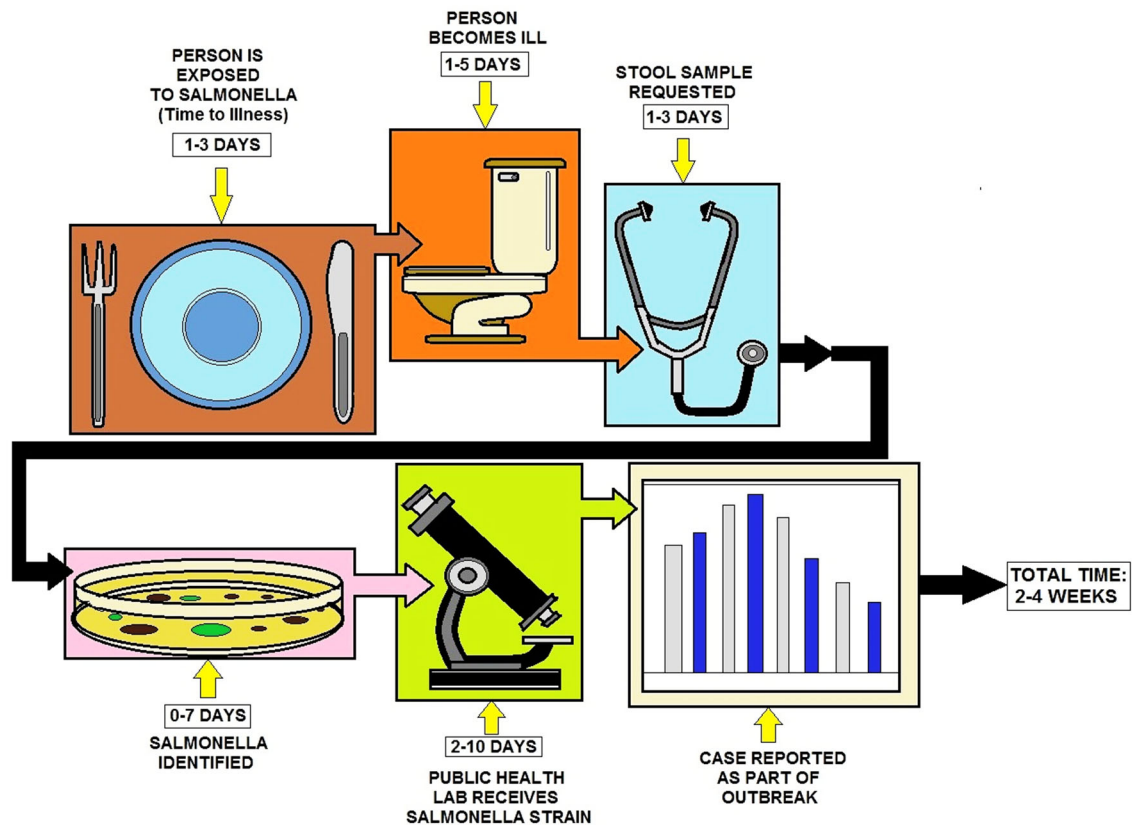 PERSON IS
EXPOSED
TO SALMONELLA
(Time to Illness)
1-3 DAYS
PERSON
BECOMES ILL
1-5 DAYS
STOOL SAMPLE
REQUESTED
1-3 DAYS
0-7 DAYS
SALMONELLA
IDENTIFIED
2-10 DAYS
PUBLIC HEALTH
LAB RECEIVES
SALMONELLA STRAIN
CASE REPORTED
AS PART OF
OUTBREAK
TOTAL TIME:
2-4 WEEKS